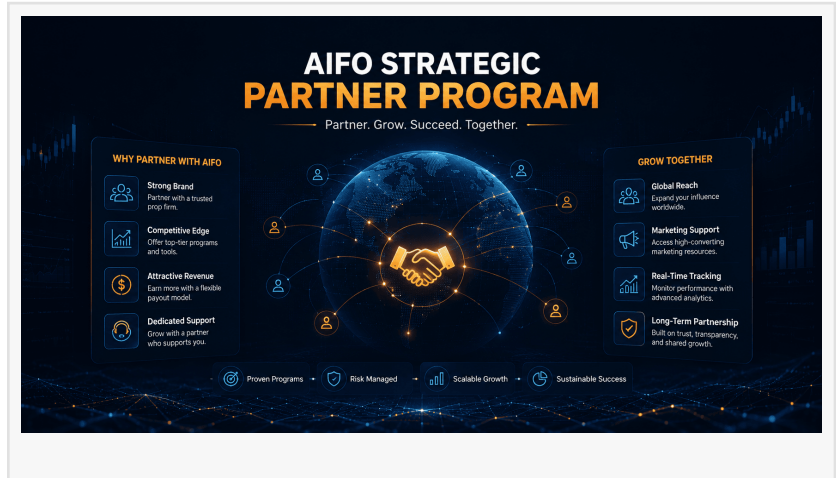 AIFO STRATEGIC
PARTNER PROGRAM
Partner. Grow. Succeed. Together.
WHY PARTNER WITH AIFO
Strong Brand
Partner with a trusted
prop firm.
Competitive Edge
Offer top-tier programs
and tools.
Attractive Revenue
Earn more with a flexible
payout model.
Dedicated Support
Grow with a partner
who supports you.
GROW TOGETHER
Global Reach
Expand your influence
worldwide.
Marketing Support
Access high-converting
marketing resources.
Real-Time Tracking
Monitor performance with
advanced analytics.
Long-Term Partnership
Built on trust, transparency,
and shared growth.
Proven Programs
Risk Managed
Scalable Growth
Sustainable Success